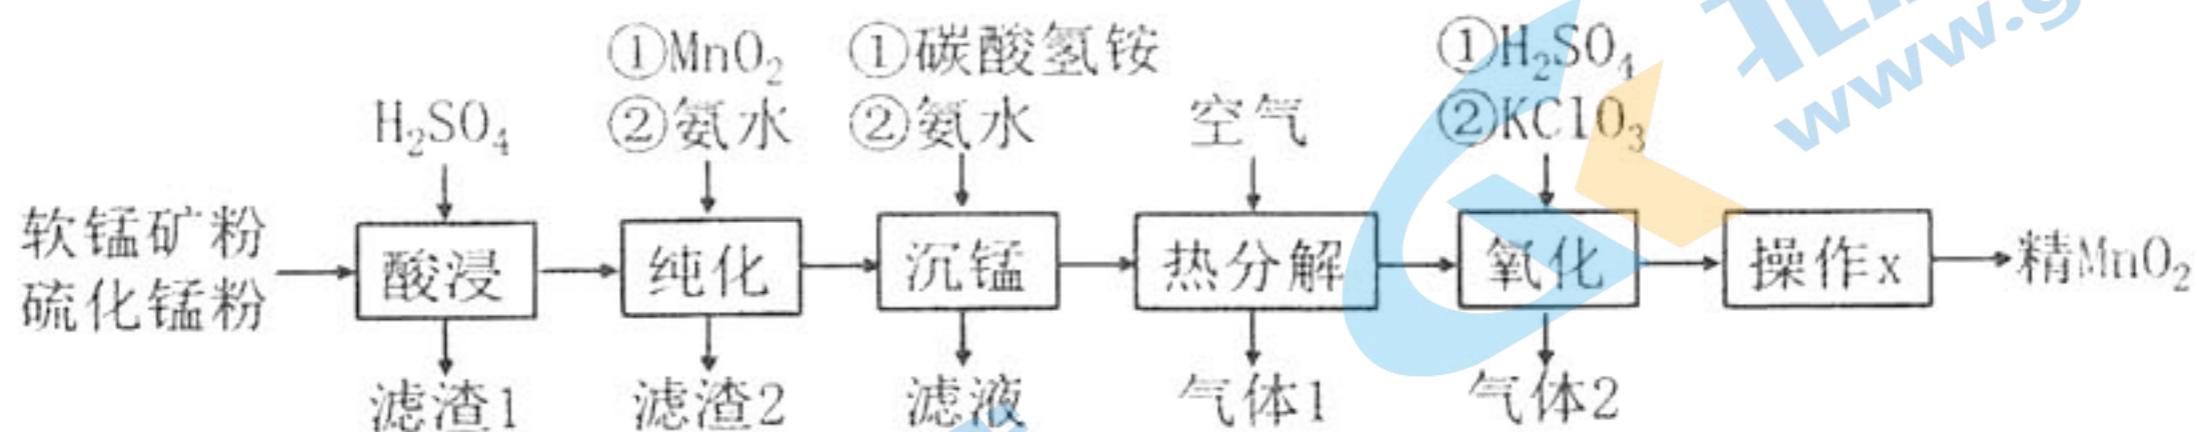 ①MnO₂ ①碳酸氢铵 ①H₂SO₄
H₂SO₄ ②氨水 ②氨水 空气 ②KClO₃
软锰矿粉
硫化锰粉
酸浸 纯化 沉锰 热分解 氧化 操作x 精MnO₂
滤渣1 滤渣2 滤液 气体1 气体2
www.g